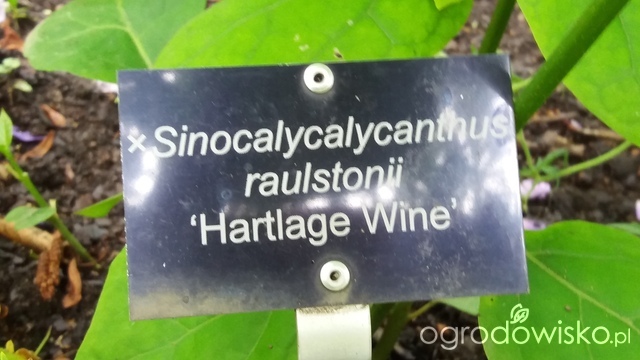 ×Sinocalycalycanthus
raulstonii
‘Hartlage Wine’
ogrodowisko.pl